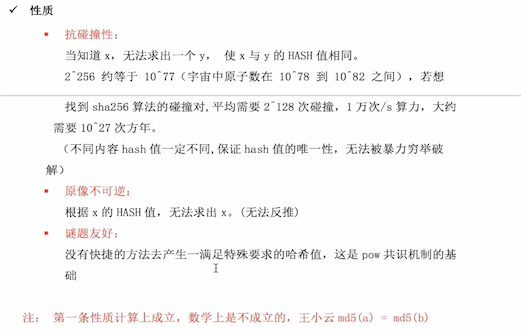 ✓ 性质
▪ 抗碰撞性:
当知道 x, 无法求出一个 y, 使 x 与 y 的 HASH 值相同。
2^256 约等于 10^77 (宇宙中原子数在 10^78 到 10^82 之间), 若想
找到 sha256 算法的碰撞对,平均需要 2^128 次碰撞, 1 万次/s 算力, 大约
需要 10^27 次方年。
(不同内容 hash 值一定不同,保证 hash 值的唯一性, 无法被暴力穷举破
解)
▪ 原像不可逆:
根据 x 的 HASH 值, 无法求出 x。(无法反推)
▪ 谜题友好:
没有快捷的方法去产生一满足特殊要求的哈希值, 这是 pow 共识机制的基
础
注: 第一条性质计算上成立, 数学上是不成立的, 王小云 md5(a) = md5(b)